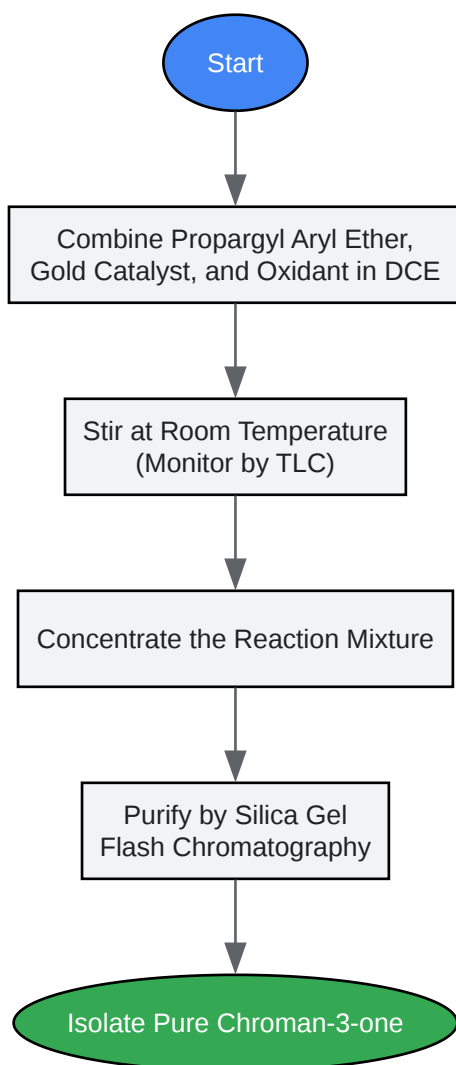 Start
Combine Propargyl Aryl Ether,
Gold Catalyst, and Oxidant in DCE
Stir at Room Temperature
(Monitor by TLC)
Concentrate the Reaction Mixture
Purify by Silica Gel
Flash Chromatography
Isolate Pure Chroman-3-one